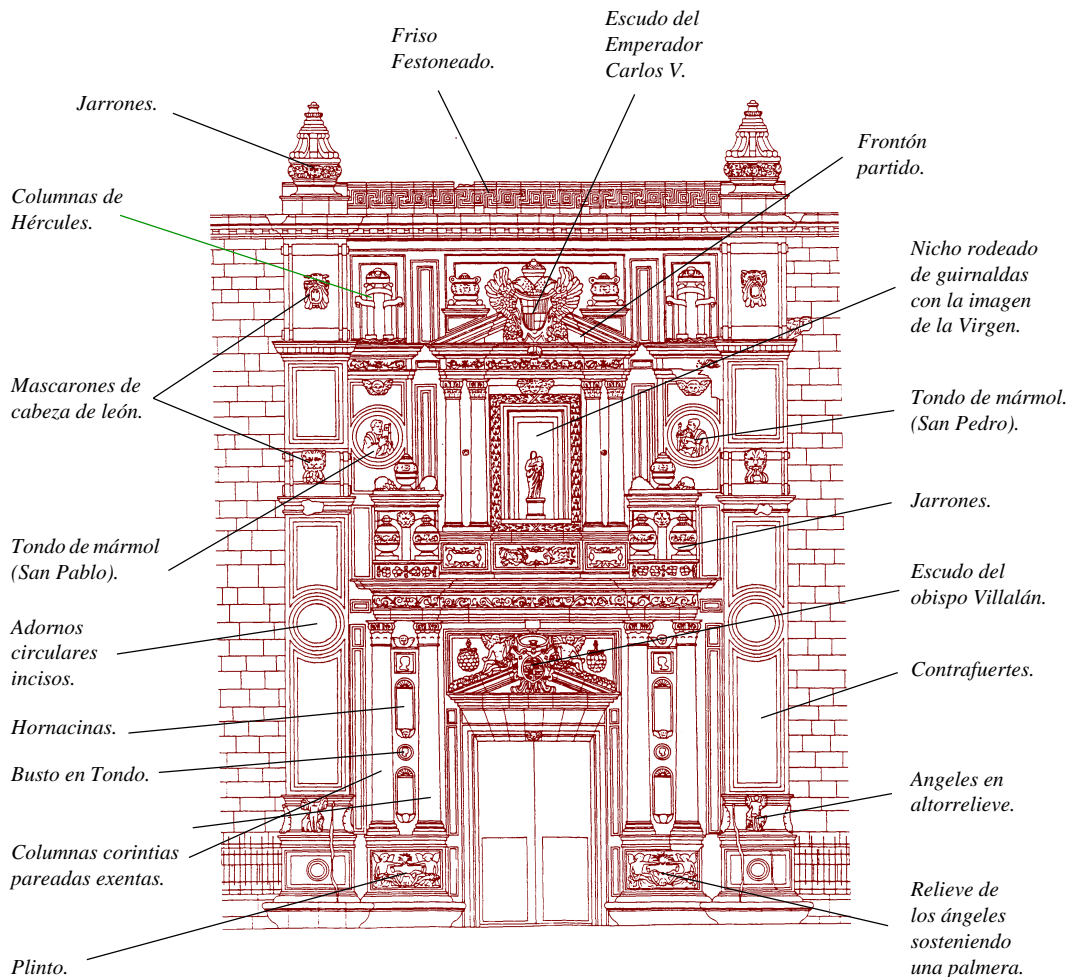 Escudo del
Emperador
Carlos V.
Friso
Festoneado.
Jarrones.
Frontón
partido.
Columnas de
Hércules.
Nicho rodeado
de guirnaldas
con la imagen
de la Virgen.
Mascarones de
cabeza de león.
Tondo de mármol.
(San Pedro).
Jarrones.
Tondo de mármol
(San Pablo).
Escudo del
obispo Villalán.
Adornos
circulares
incisos.
Contrafuertes.
Hornacinas.
Busto en Tondo.
Angeles en
altorrelieve.
Columnas corintias
pareadas exentas.
Relieve de
los ángeles
sosteniendo
una palmera.
Plinto.